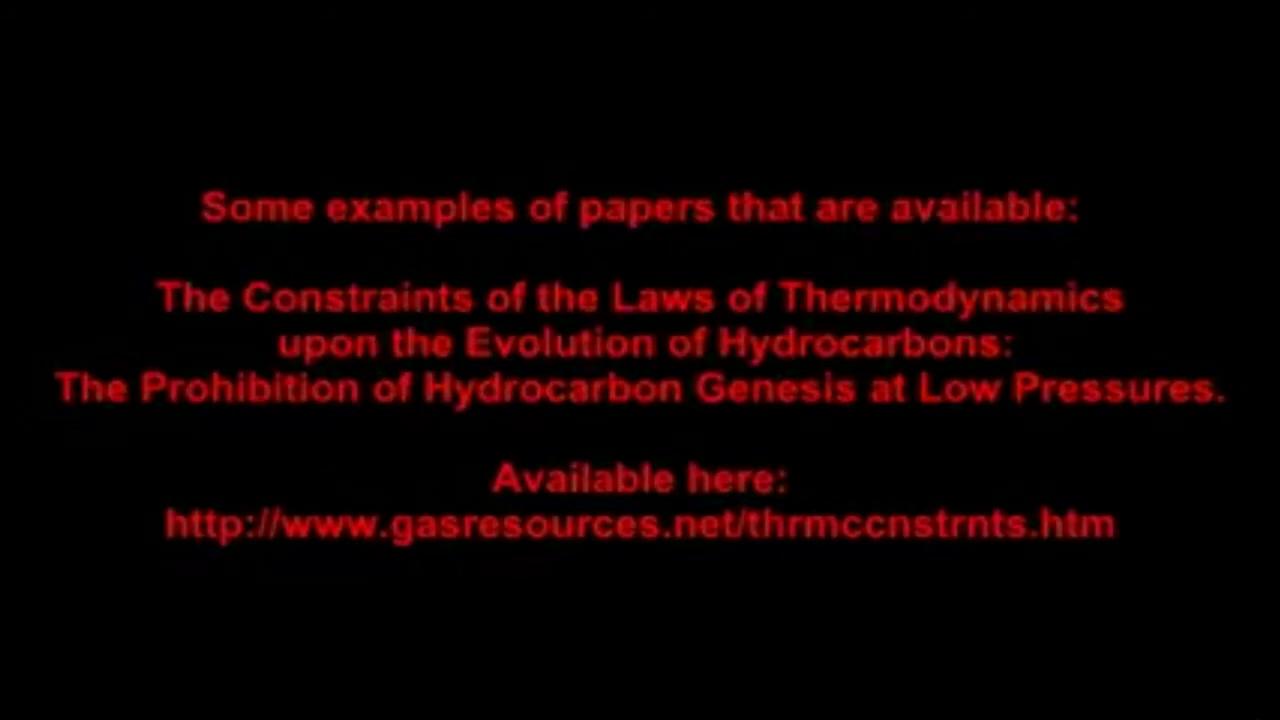 Some examples of papers that are available:
The Constraints of the Laws of Thermodynamics
upon the Evolution of Hydrocarbons:
The Prohibition of Hydrocarbon Genesis at Low Pressures.
Available here:
http://www.gasresources.net/thrmccnstrnts.htm